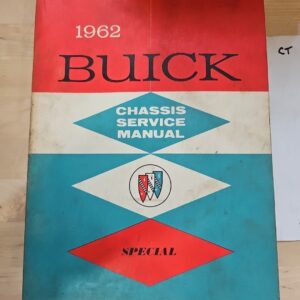 1962
BUICK
CHASSIS
SERVICE
MANUAL
SPECIAL
CT